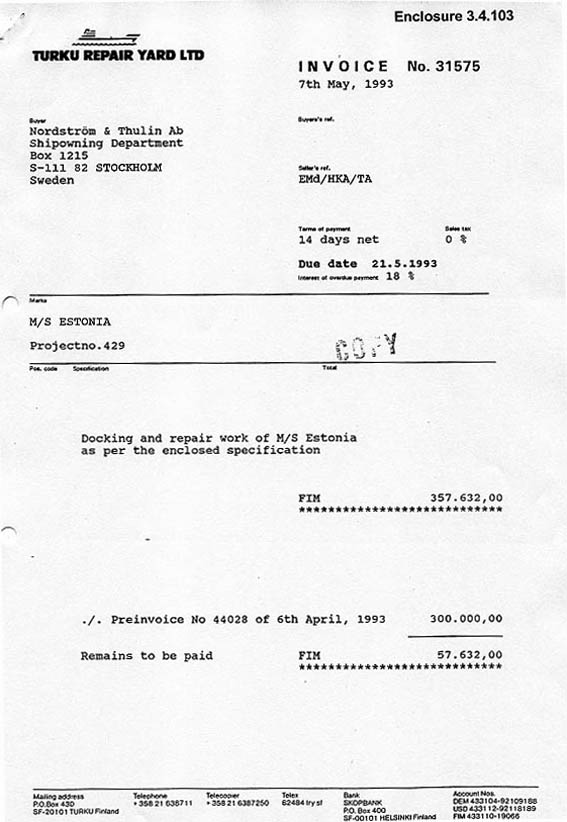 Enclosure 3.4.103
TURKU REPAIR YARD LTD
INVOICE No. 31575
7th May, 1993
Buyer
Buyer's ref.
Nordström & Thulin Ab
Shipowning Department
Box 1215
S-111 82 STOCKHOLM
Sweden
Seller's ref.
EMd/HKA/TA
Terms of payment Sales tax
14 days net 0 %
Due date 21.5.1993
Interest of overdue payment 18 %
Marks
M/S ESTONIA
Projectno.429
COPY
Pos. code Specification Total
Docking and repair work of M/S Estonia
as per the enclosed specification
FIM 357.632,00
***************************
./. Preinvoice No 44028 of 6th April, 1993 300.000,00
Remains to be paid FIM 57.632,00
***************************
Mailing address Telephone Telecopier Telex Bank Account Nos.
P.O.Box 430 + 358 21 638711 + 358 21 6387250 62484 try sf SKOPBANK DEM 433104-92109188
SF-20101 TURKU Finland P.O. Box 400 USD 433112-92118189
SF-00101 HELSINKI Finland FIM 433110-19066